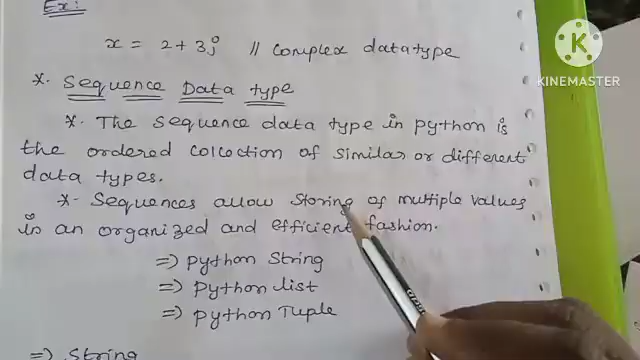 Ex:
x = 2 + 3j // complex datatype
KINEMASTER
*. Sequence Data type
*. The sequence data type in python is
the ordered collection of similar or different
data types.
*. Sequences allow storing of multiple values
in an organized and efficient fashion.
=> python String
=> python list
=> python Tuple
=> String